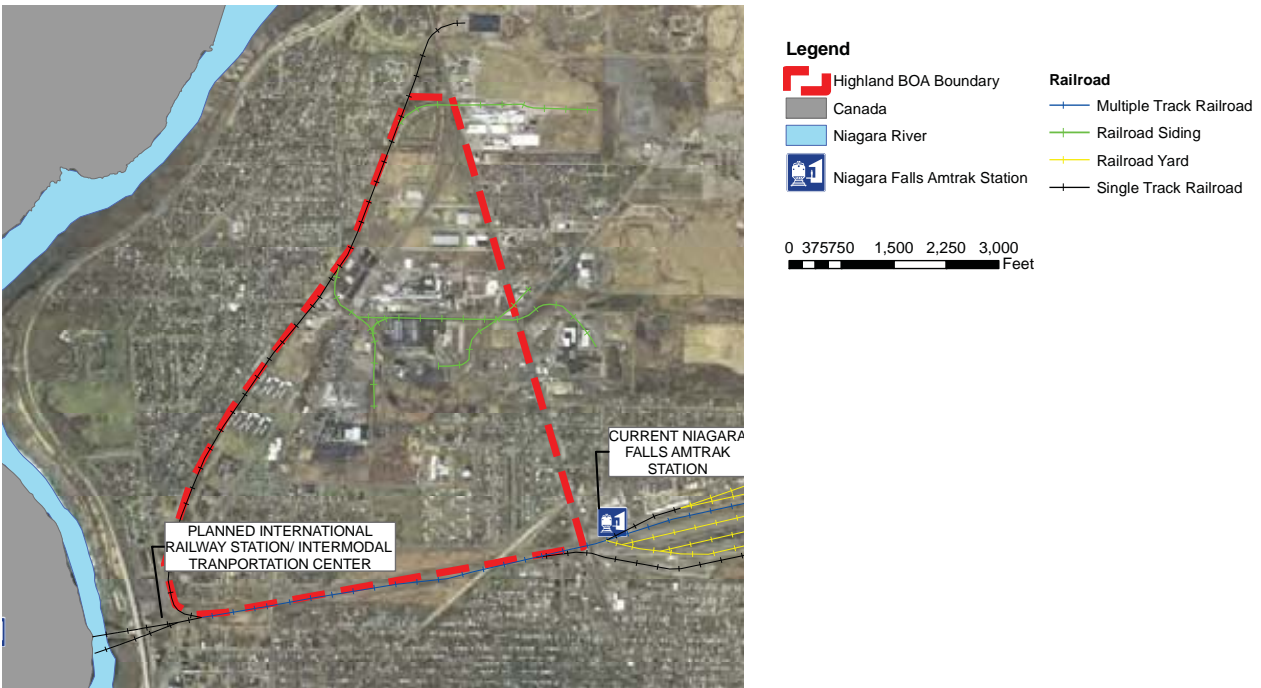 CURRENT NIAGARA
FALLS AMTRAK
STATION
PLANNED INTERNATIONAL
RAILWAY STATION/ INTERMODAL
TRANPORTATION CENTER
Legend
Highland BOA Boundary
Canada
Niagara River
Niagara Falls Amtrak Station
Railroad
Multiple Track Railroad
Railroad Siding
Railroad Yard
Single Track Railroad
0 375750 1,500 2,250 3,000
Feet